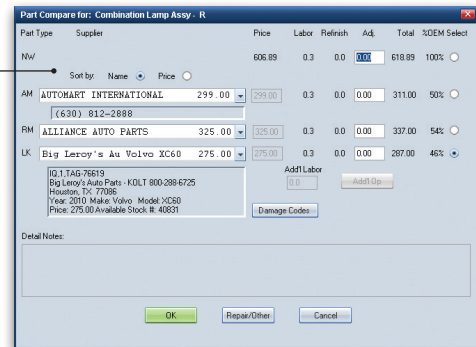 Part Compare for: Combination Lamp Assy - R
Part Type Supplier Price Labor Refinish Adj. Total %OEM Select
NW 606.89 0.3 0.0 0.00 618.89 100%
Sort by: Name Price
AM AUTOMART INTERNATIONAL 299.00 299.00 0.3 0.0 0.00 311.00 50%
(630) 812-2888
RM ALLIANCE AUTO PARTS 325.00 325.00 0.3 0.0 0.00 337.00 54%
LK Big Leroy's Au Volvo XC60 275.00 275.00 0.3 0.0 0.00 287.00 46%
IQ,1,TAG-76619
Big Leroy's Auto Parts - KOLT 800-288-6725
Houston, TX 77066
Year: 2010 Make: Volvo Model: XC60
Price: 275.00 Available Stock #: 40831
Add'l Labor
0.0 Add'l Op
Damage Codes
Detail Notes:
OK Repair/Other Cancel